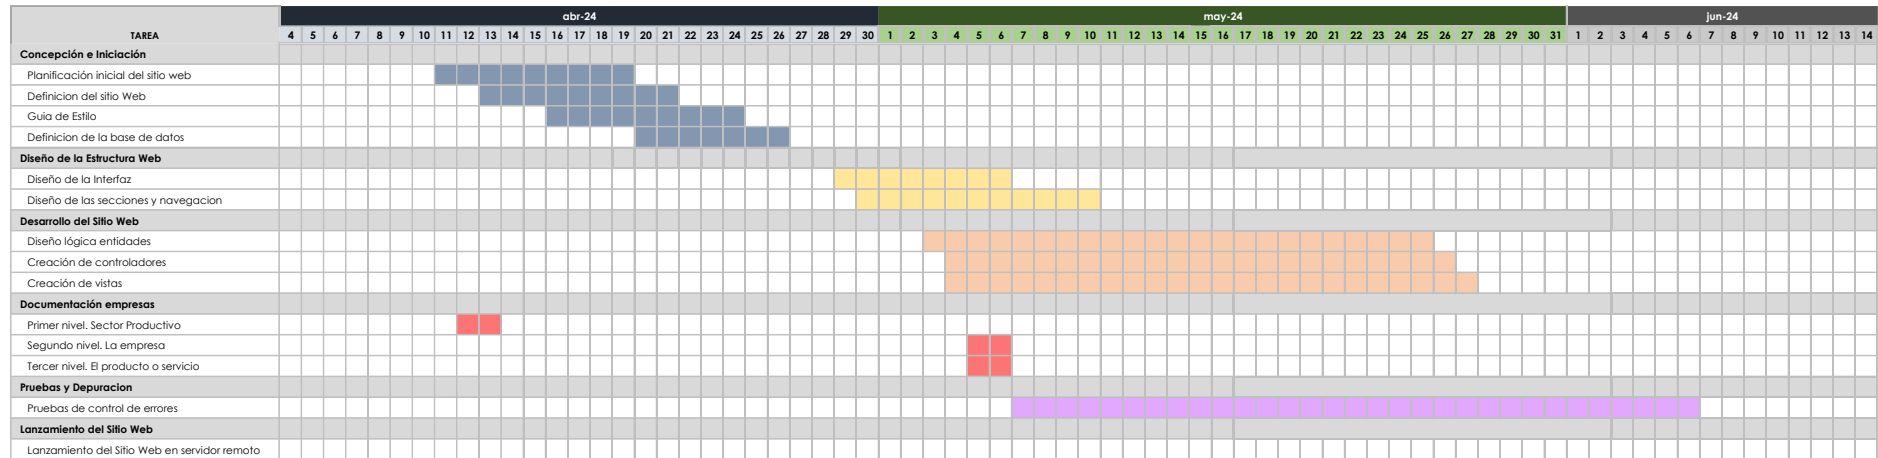 abr-24 may-24 jun-24
TAREA 4 5 6 7 8 9 10 11 12 13 14 15 16 17 18 19 20 21 22 23 24 25 26 27 28 29 30 1 2 3 4 5 6 7 8 9 10 11 12 13 14 15 16 17 18 19 20 21 22 23 24 25 26 27 28 29 30 31 1 2 3 4 5 6 7 8 9 10 11 12 13 14
Concepción e Iniciación
Planificación inicial del sitio web
Definicion del sitio Web
Guia de Estilo
Definicion de la base de datos
Diseño de la Estructura Web
Diseño de la Interfaz
Diseño de las secciones y navegacion
Desarrollo del Sitio Web
Diseño lógica entidades
Creación de controladores
Creación de vistas
Documentación empresas
Primer nivel. Sector Productivo
Segundo nivel. La empresa
Tercer nivel. El producto o servicio
Pruebas y Depuracion
Pruebas de control de errores
Lanzamiento del Sitio Web
Lanzamiento del Sitio Web en servidor remoto